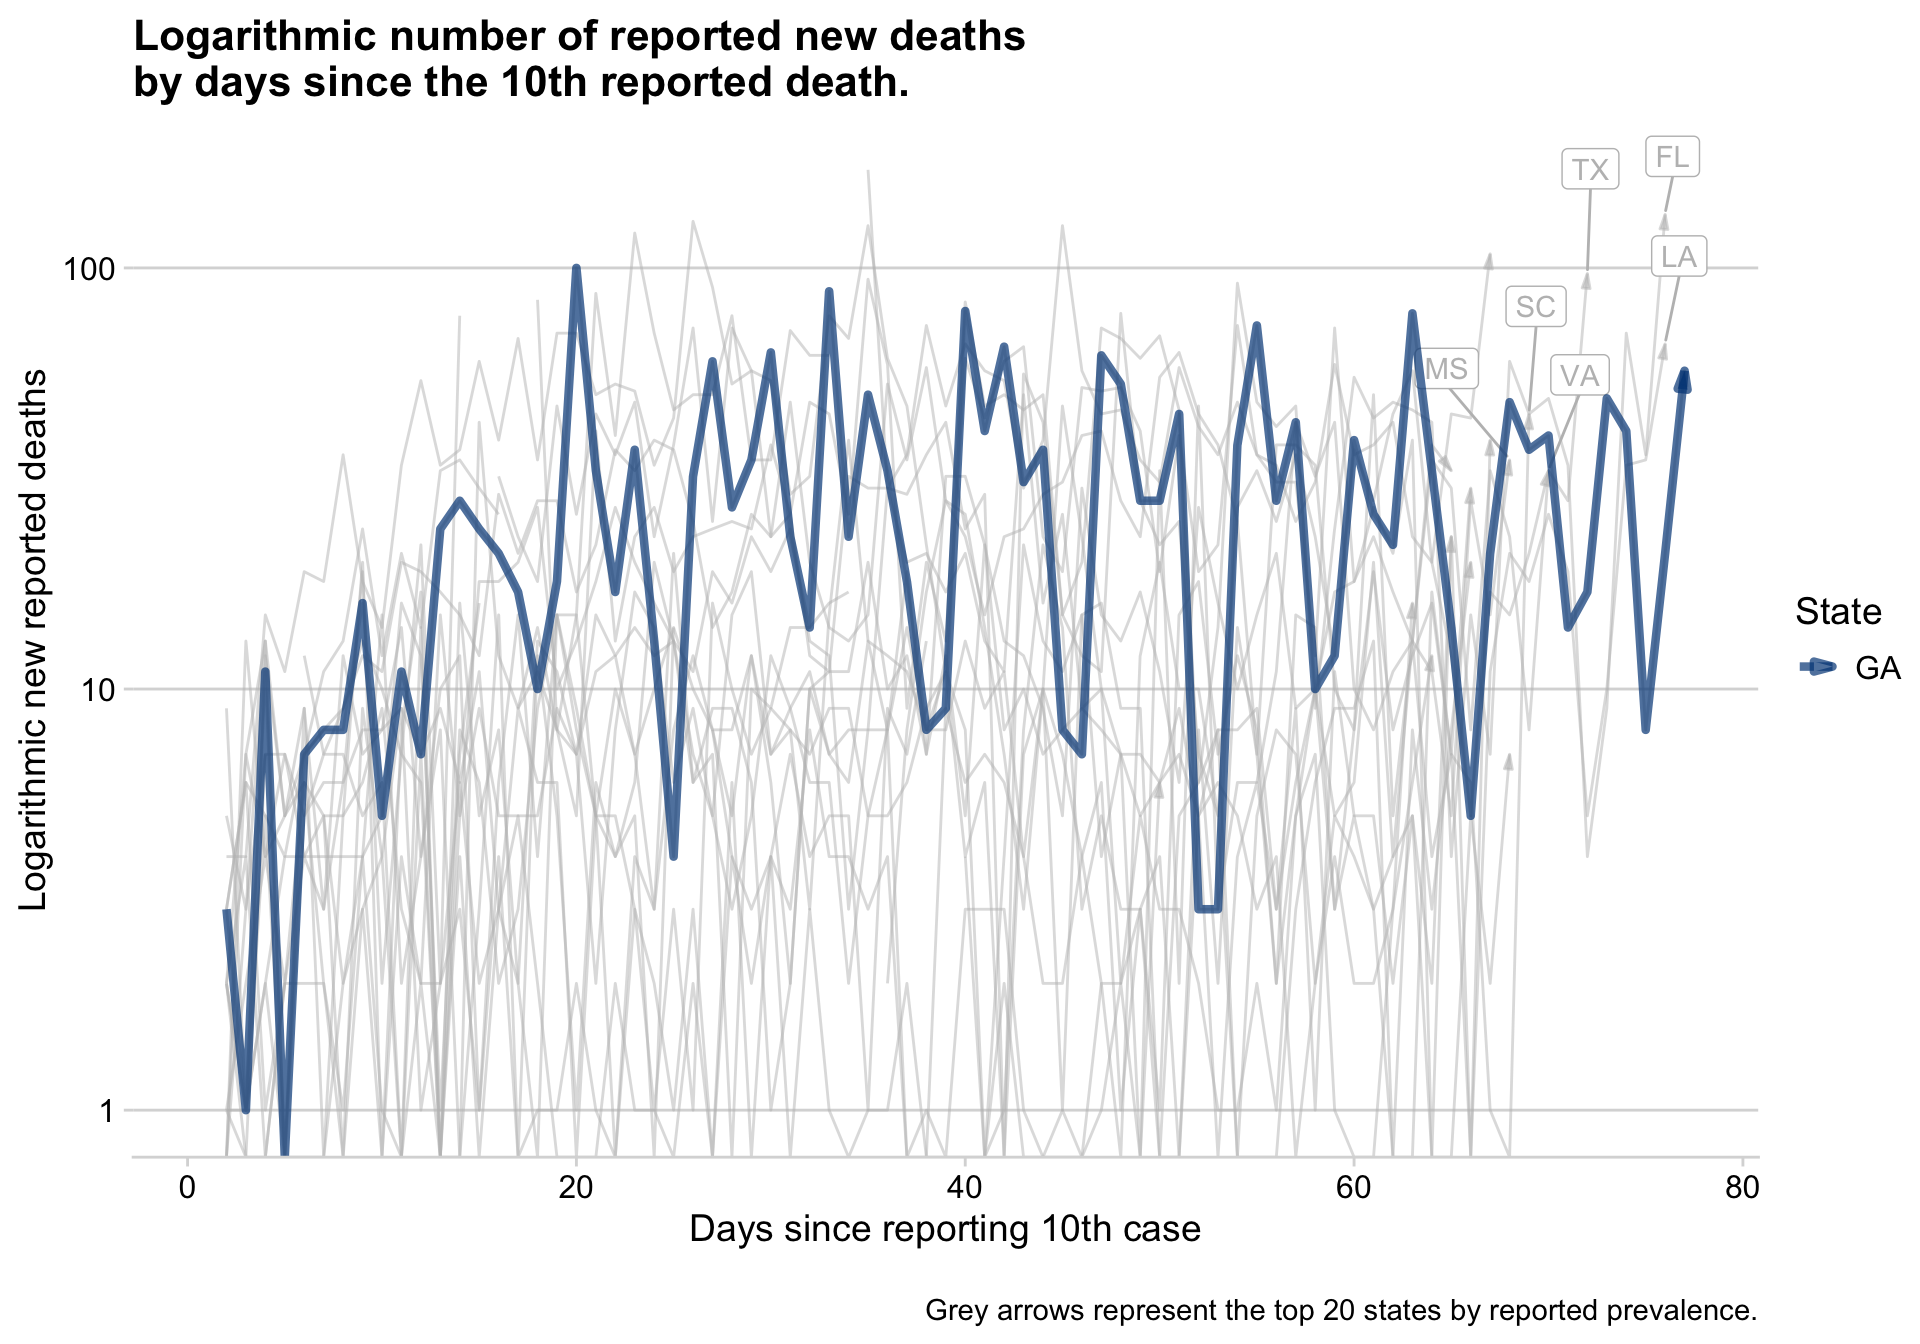 Logarithmic number of reported new deaths
by days since the 10th reported death.
Logarithmic new reported deaths
100
10
1
TX
FL
LA
SC
MS
VA
State
GA
0
20
40
60
80
Days since reporting 10th case
Grey arrows represent the top 20 states by reported prevalence.